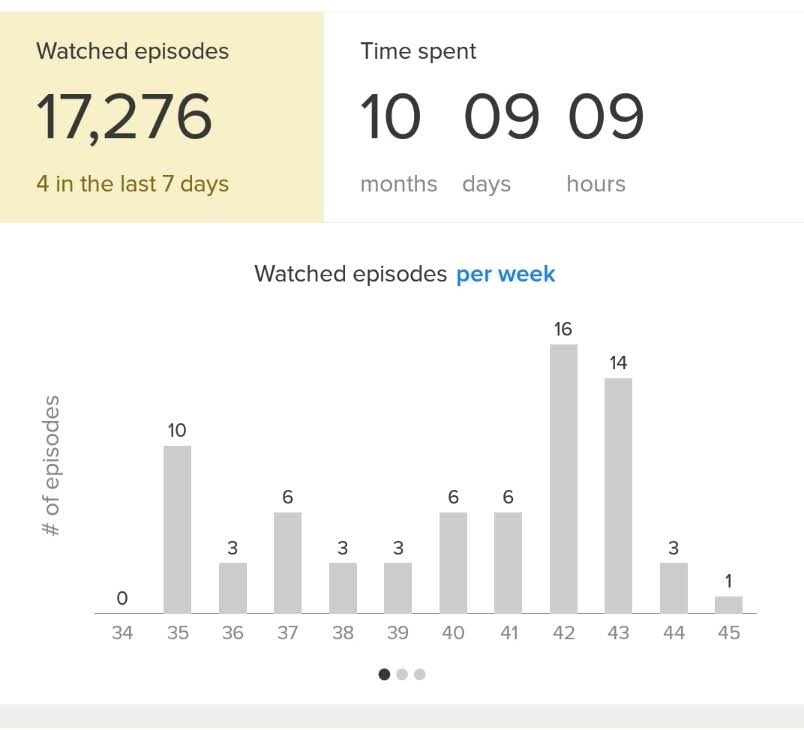 Watched episodes
17,276
4 in the last 7 days
Time spent
10 09 09
months days hours
Watched episodes per week
# of episodes
16
14
10
6
6
6
3
3
3
3
1
0
34 35 36 37 38 39 40 41 42 43 44 45